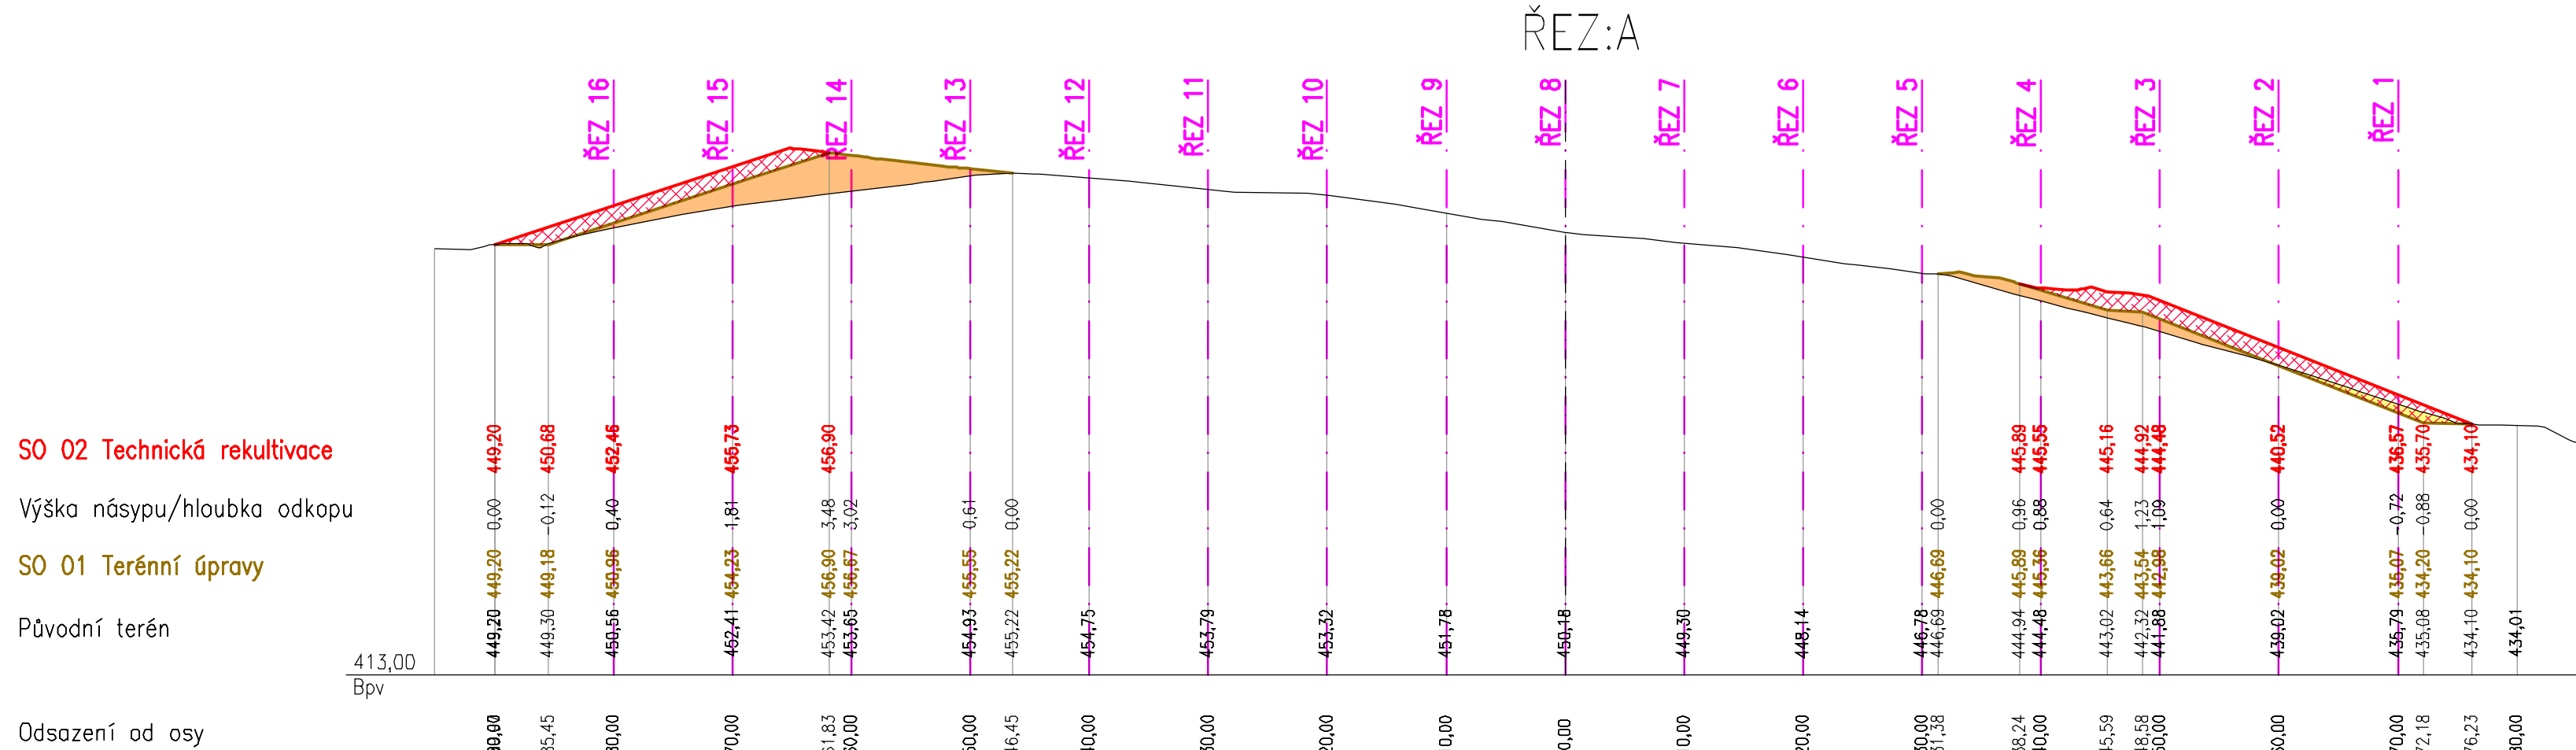 ŘEZ:A
ŘEZ 16 ŘEZ 15 ŘEZ 14 ŘEZ 13 ŘEZ 12 ŘEZ 11 ŘEZ 10 ŘEZ 9 ŘEZ 8 ŘEZ 7 ŘEZ 6 ŘEZ 5 ŘEZ 4 ŘEZ 3 ŘEZ 2 ŘEZ 1
SO 02 Technická rekultivace 449,20 450,68 452,46 455,73 456,90 445,89 445,55 445,16 444,92 444,48 440,52 436,57 435,70 434,10
Výška násypu/hloubka odkopu 0,00 -0,12 0,40 1,81 3,48 3,02 0,61 0,00 0,00 0,96 0,88 0,64 1,23 1,09 0,00 -0,72 -0,88 0,00
SO 01 Terénní úpravy 449,20 449,18 450,96 454,23 456,90 456,67 455,55 455,22 446,69 445,89 445,36 443,66 443,54 442,98 439,02 435,07 434,20 434,10
Původní terén 449,20 449,30 450,56 452,41 453,42 453,65 454,93 455,22 454,75 453,79 453,32 451,78 450,18 449,30 448,14 446,78 446,69 444,94 444,48 443,02 442,32 441,88 439,02 435,79 435,08 434,10 434,01
413,00
Bpv
Odsazení od osy